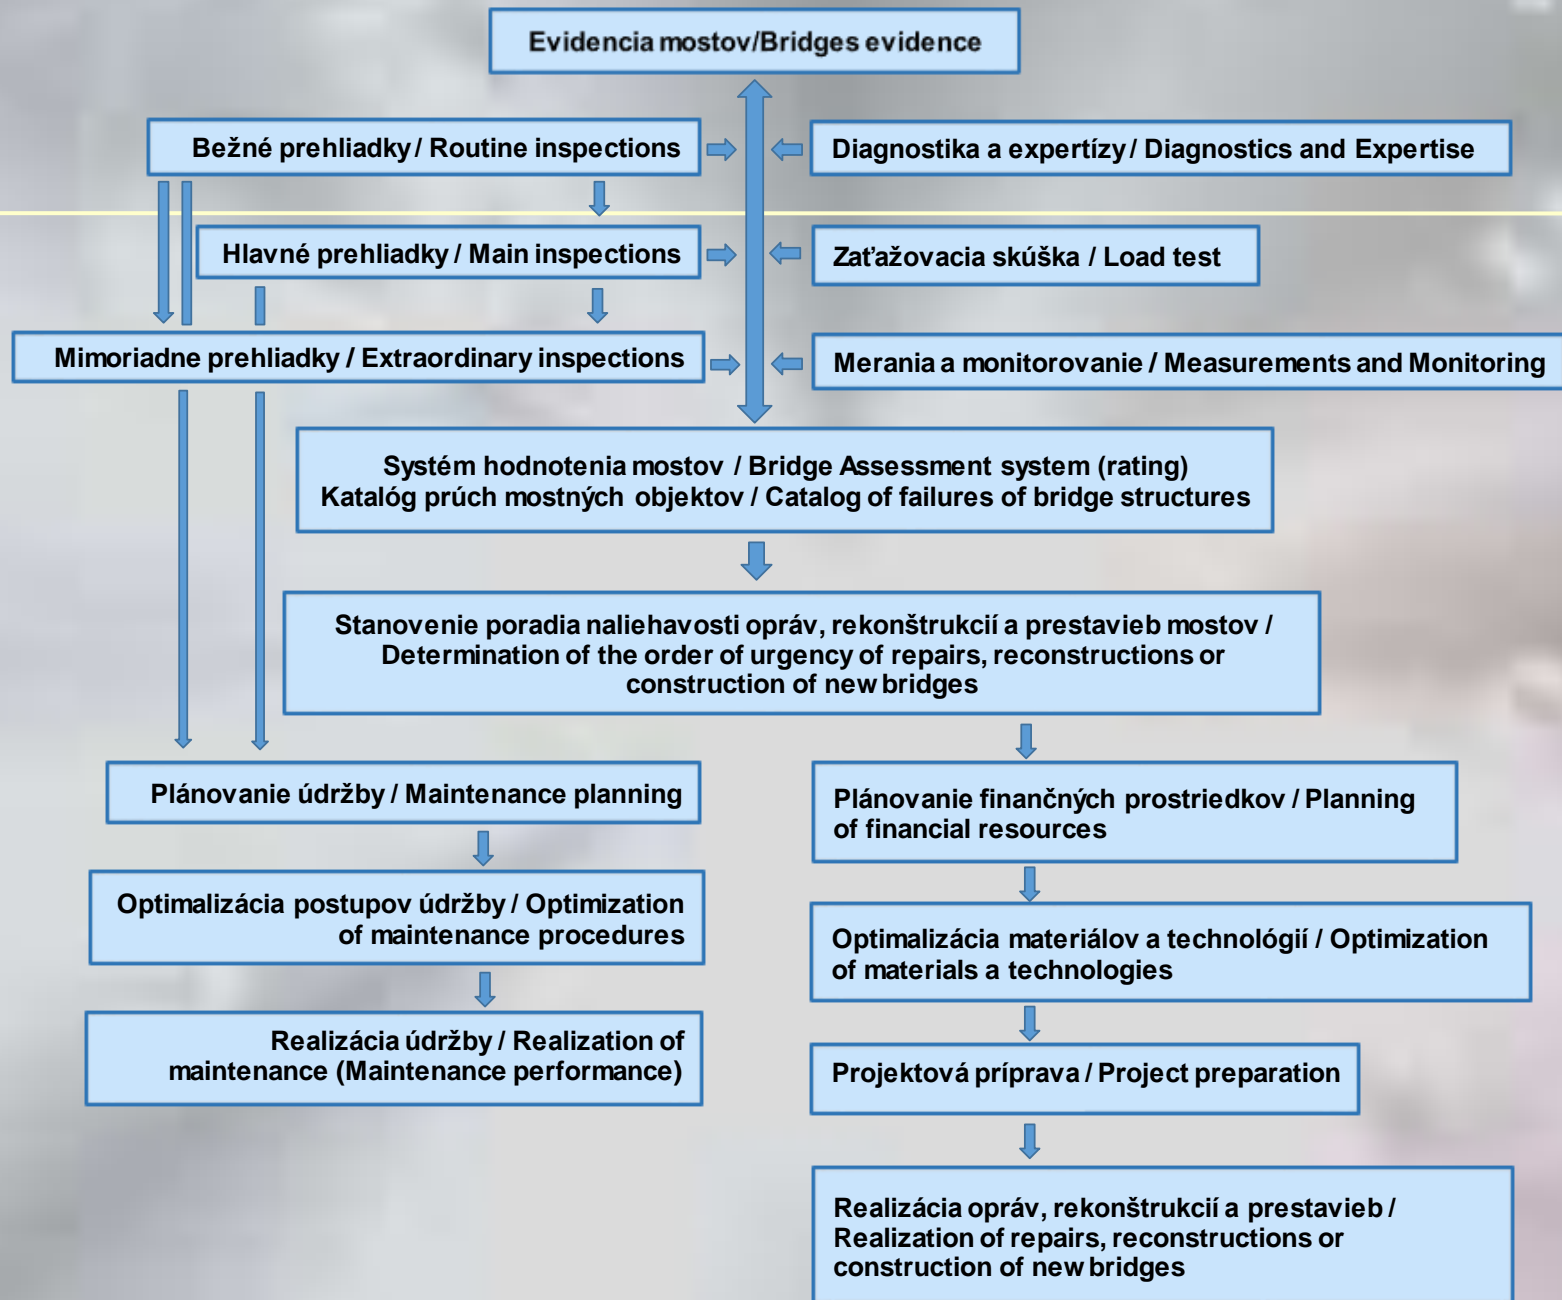 Evidencia mostov/Bridges evidence
Bežné prehliadky / Routine inspections
Diagnostika a expertízy / Diagnostics and Expertise
Hlavné prehliadky / Main inspections
Zaťažovacia skúška / Load test
Mimoriadne prehliadky / Extraordinary inspections
Merania a monitorovanie / Measurements and Monitoring
Systém hodnotenia mostov / Bridge Assessment system (rating)
Katalóg prúch mostných objektov / Catalog of failures of bridge structures
Stanovenie poradia naliehavosti opráv, rekonštrukcií a prestavieb mostov /
Determination of the order of urgency of repairs, reconstructions or
construction of new bridges
Plánovanie údržby / Maintenance planning
Optimalizácia postupov údržby / Optimization
of maintenance procedures
Realizácia údržby / Realization of
maintenance (Maintenance performance)
Plánovanie finančných prostriedkov / Planning
of financial resources
Optimalizácia materiálov a technológií / Optimization
of materials a technologies
Projektová príprava / Project preparation
Realizácia opráv, rekonštrukcií a prestavieb /
Realization of repairs, reconstructions or
construction of new bridges